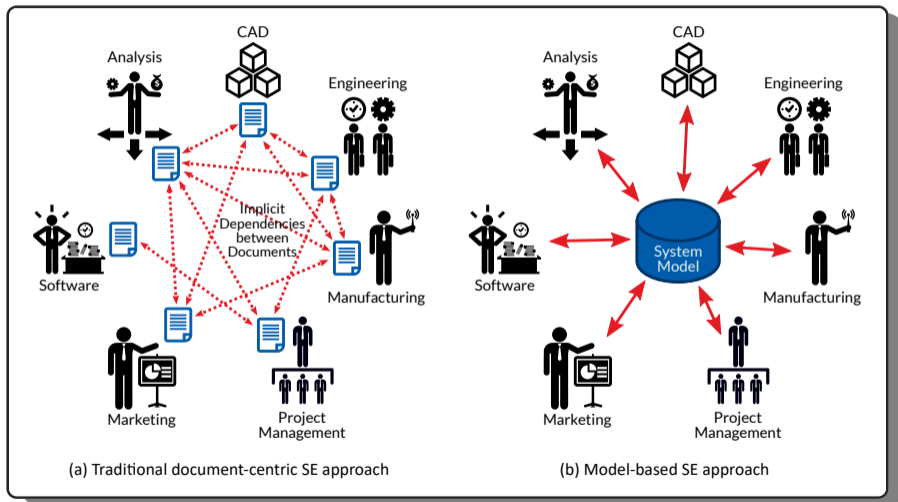 CAD
Analysis
Engineering
Implicit
Dependencies
between
Documents
Software
Manufacturing
Marketing
Project
Management
(a) Traditional document-centric SE approach
CAD
Analysis
Engineering
System
Model
Software
Manufacturing
Marketing
Project
Management
(b) Model-based SE approach